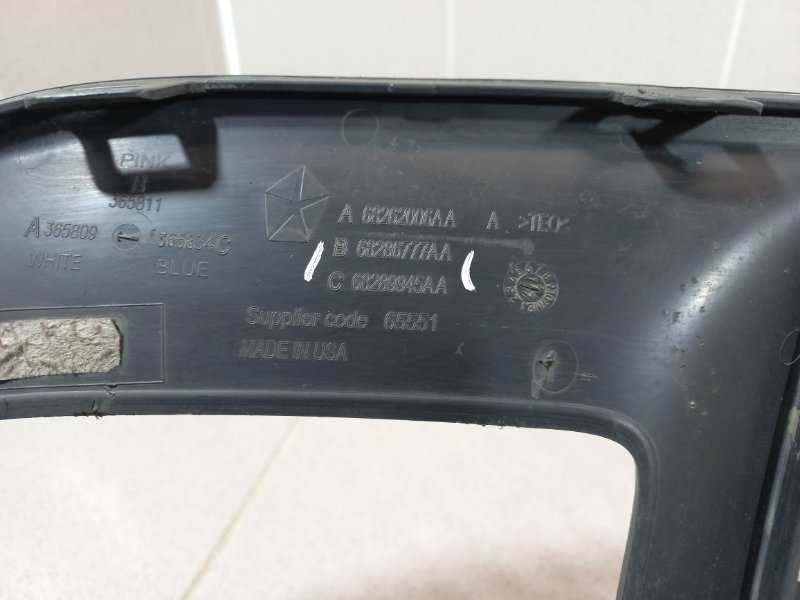 PINK
B
365811
A 365809
365834 C
WHITE
BLUE
A 68262006AA A >TEO<
B 68286777AA
C 68289945AA
Supplier code 65551
MADE IN USA